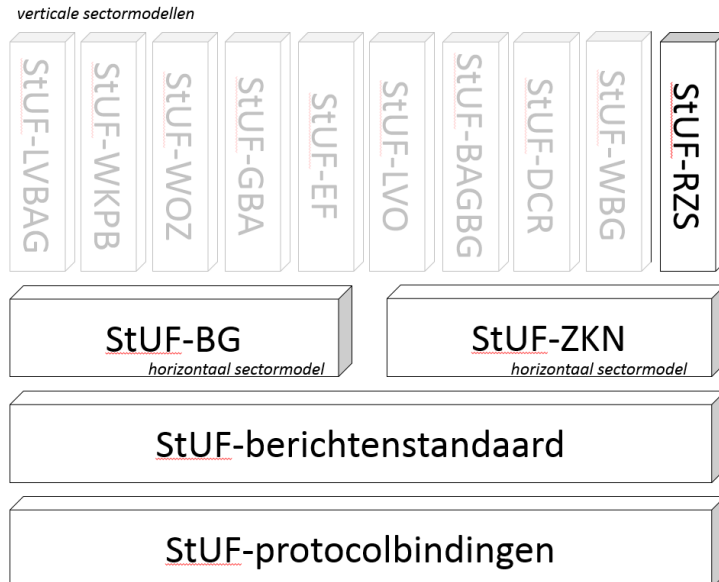 verticale sectormodellen
StUF-LVBAG
StUF-WKPB
StUF-WOZ
StUF-GBA
StUF-EF
StUF-LVO
StUF-BAGBG
StUF-DCR
StUF-WBG
StUF-RZS
StUF-BG
horizontaal sectormodel
StUF-ZKN
horizontaal sectormodel
StUF-berichtenstandaard
StUF-protocolbindingen